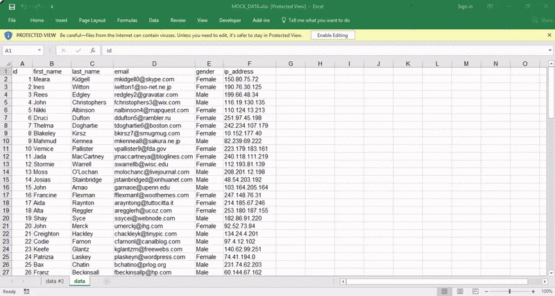 MOCK_DATA.xlsx [Protected View] - Excel
Sign in
File Home Insert Page Layout Formulas Data Review View Developer Add-ins Tell me what you want to do Share
PROTECTED VIEW Be careful—files from the Internet can contain viruses. Unless you need to edit, it's safer to stay in Protected View. Enable Editing
A1 fx id
A B C D E F G H I J K L M N O
1 id first_name last_name email gender ip_address
2 1 Meara Kidgell mkidgell0@skype.com Female 150.80.75.72
3 2 Ines Witton iwitton1@so-net.ne.jp Female 190.76.30.125
4 3 Rees Edgley redgley2@gravatar.com Male 199.66.48.34
5 4 John Christophers fchristophers3@wix.com Male 116.19.130.135
6 5 Nikki Albinson nalbinson4@mapquest.com Female 110.124.13.213
7 6 Druci Dufton ddufton5@rambler.ru Female 251.97.45.198
8 7 Thelma Doghartie tdoghartie6@boston.com Female 242.234.107.179
9 8 Blakeley Kirsz bkirsz7@smugmug.com Female 10.152.177.40
10 9 Mahmud Kennea mkennea8@sakura.ne.jp Male 82.239.69.222
11 10 Vernice Pallister vpallister9@fda.gov Female 223.179.183.161
12 11 Jada MacCartney jmaccartneya@bloglines.com Female 240.118.111.219
13 12 Stormie Warrell swarrellb@wisc.edu Female 112.193.81.139
14 13 Moss O'Lochan molochanc@livejournal.com Male 208.201.12.198
15 14 Josias Stainbridge jstainbridged@xinhuanet.com Male 48.54.203.192
16 15 John Amao gamaoe@upenn.edu Male 103.164.205.164
17 16 Francine Flexman fflexmanf@woothemes.com Female 247.148.76.31
18 17 Aida Raynton arayntong@tuttocitta.it Female 214.185.67.246
19 18 Alta Reggler aregglerh@ucoz.com Female 253.180.187.155
20 19 Shay Syce ssycei@webnode.com Male 182.86.91.220
21 20 John Merck umerckj@ihg.com Female 92.52.73.94
22 21 Creighton Hackley chackleyk@tinypic.com Male 134.24.4.201
23 22 Codie Farnon cfarnonl@canalblog.com Male 97.4.12.102
24 23 Keefe Glantz kglantzm@freewebs.com Male 140.62.99.251
25 24 Patrizia Laskey plaskeyn@wordpress.com Female 74.41.194.0
26 25 Bax Chatin bchatino@prlog.org Male 231.74.62.203
27 26 Franz Beckinsall fbeckinsallp@hp.com Male 60.144.67.162
data #2 data
Ready 100%